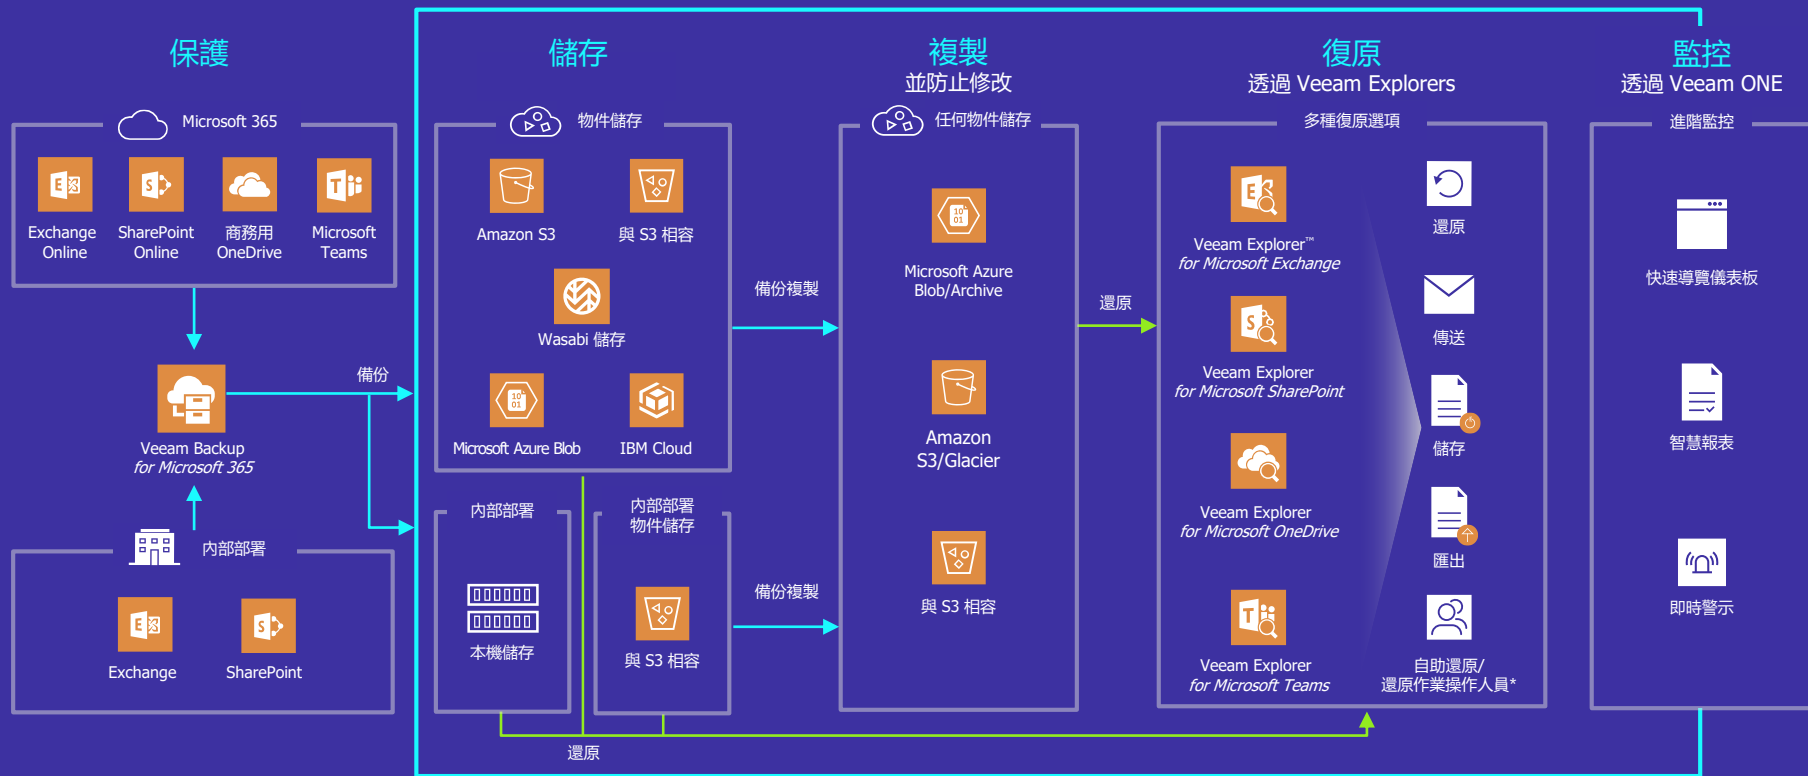 保護
Microsoft 365
Exchange
Online
SharePoint
Online
商務用
OneDrive
Microsoft
Teams
Veeam Backup
for Microsoft 365
備份
內部部署
Exchange
SharePoint
儲存
物件儲存
Amazon S3
與 S3 相容
Wasabi 儲存
Microsoft Azure Blob
IBM Cloud
內部部署
本機儲存
內部部署
物件儲存
與 S3 相容
備份複製
備份複製
還原
複製
並防止修改
任何物件儲存
Microsoft Azure
Blob/Archive
Amazon
S3/Glacier
與 S3 相容
還原
復原
透過 Veeam Explorers
多種復原選項
Veeam Explorer™
for Microsoft Exchange
Veeam Explorer
for Microsoft SharePoint
Veeam Explorer
for Microsoft OneDrive
Veeam Explorer
for Microsoft Teams
還原
傳送
儲存
匯出
自助還原/
還原作業操作人員*
監控
透過 Veeam ONE
進階監控
快速導覽儀表板
智慧報表
即時警示